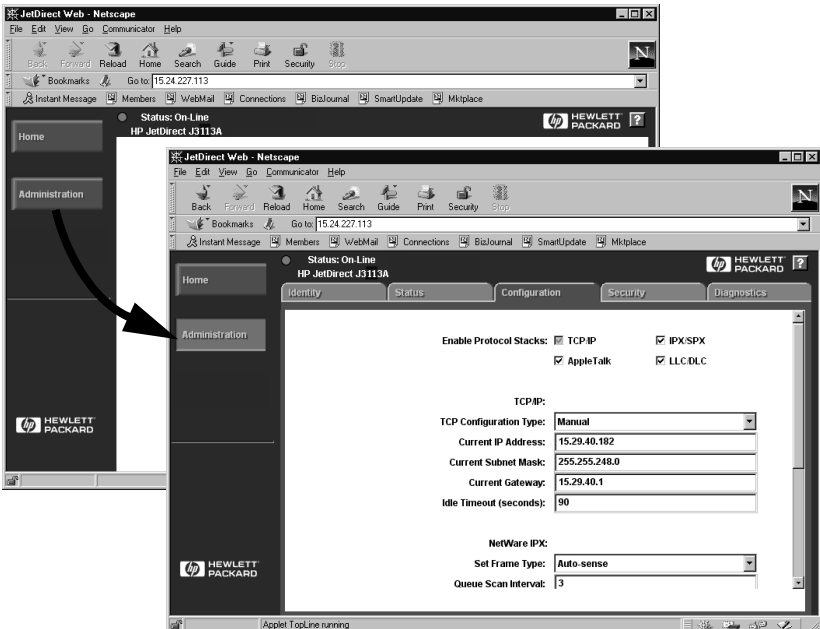 JetDirect Web - Netscape
File Edit View Go Communicator Help
Back Forward Reload Home Search Guide Print Security Stop
N
Bookmarks Go to: 15.24.227.113
Instant Message Members WebMail Connections BizJournal SmartUpdate Mktplace
Status: On-Line
HP JetDirect J3113A
hp HEWLETT PACKARD ?
Home
Administration
hp HEWLETT PACKARD
JetDirect Web - Netscape
File Edit View Go Communicator Help
Back Forward Reload Home Search Guide Print Security Stop
N
Bookmarks Go to: 15.24.227.113
Instant Message Members WebMail Connections BizJournal SmartUpdate Mktplace
Status: On-Line
HP JetDirect J3113A
hp HEWLETT PACKARD ?
Home
Administration
Identity Status Configuration Security Diagnostics
Enable Protocol Stacks: TCP/IP IPX/SPX
AppleTalk LLC/DLC
TCP/IP:
TCP Configuration Type: Manual
Current IP Address: 15.29.40.182
Current Subnet Mask: 255.255.248.0
Current Gateway: 15.29.40.1
Idle Timeout (seconds): 90
NetWare IPX:
Set Frame Type: Auto-sense
Queue Scan Interval: 3
hp HEWLETT PACKARD
Applet TopLine running